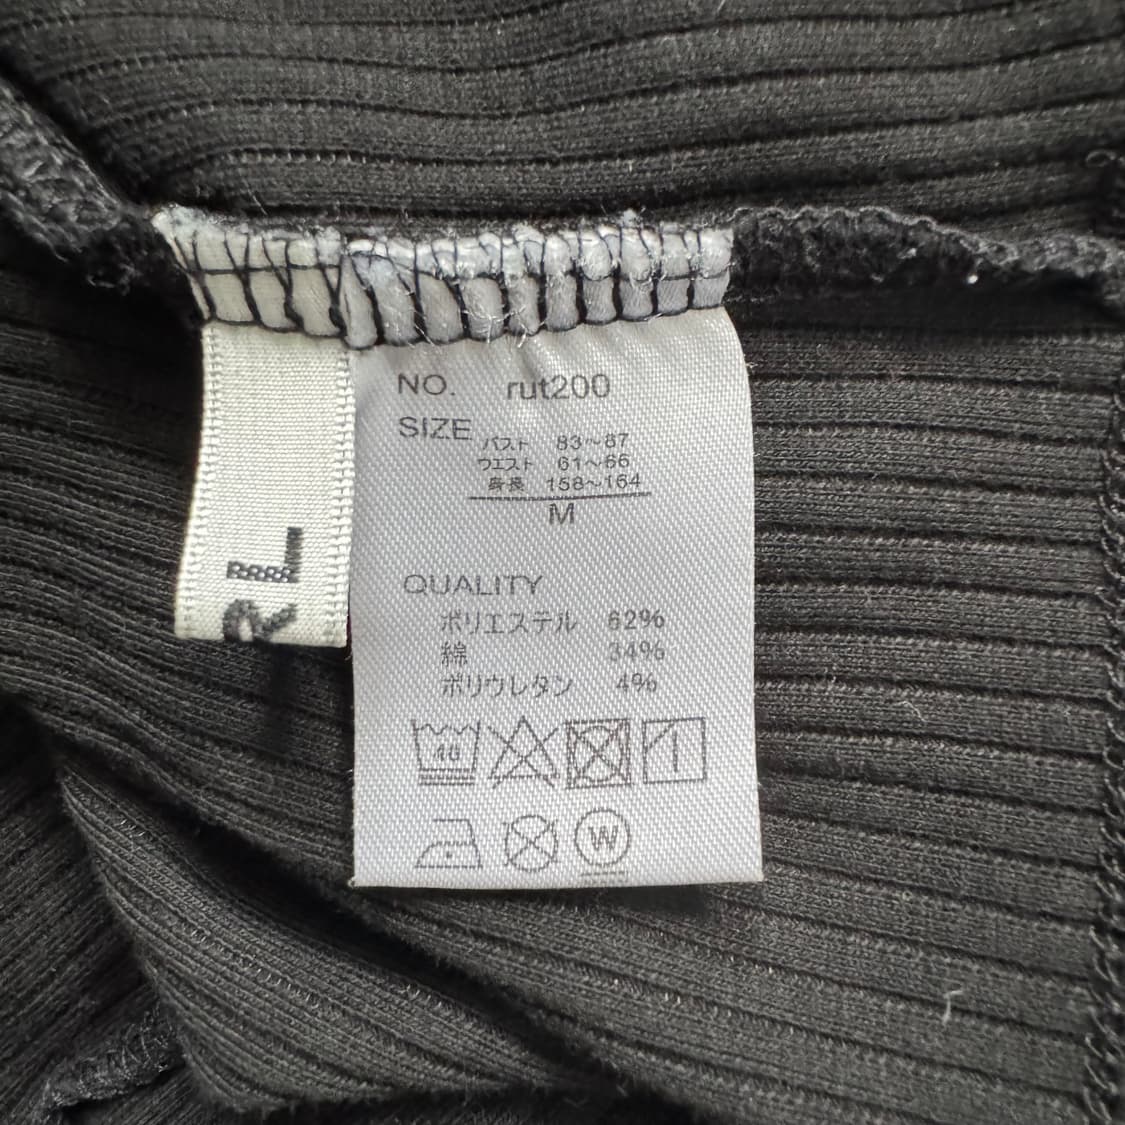 NO. rut200
SIZE
バスト 83~87
ウエスト 61~66
身長 158~164
M
QUALITY
ポリエステル 62%
綿 34%
ポリウレタン 4%
40
W
RL